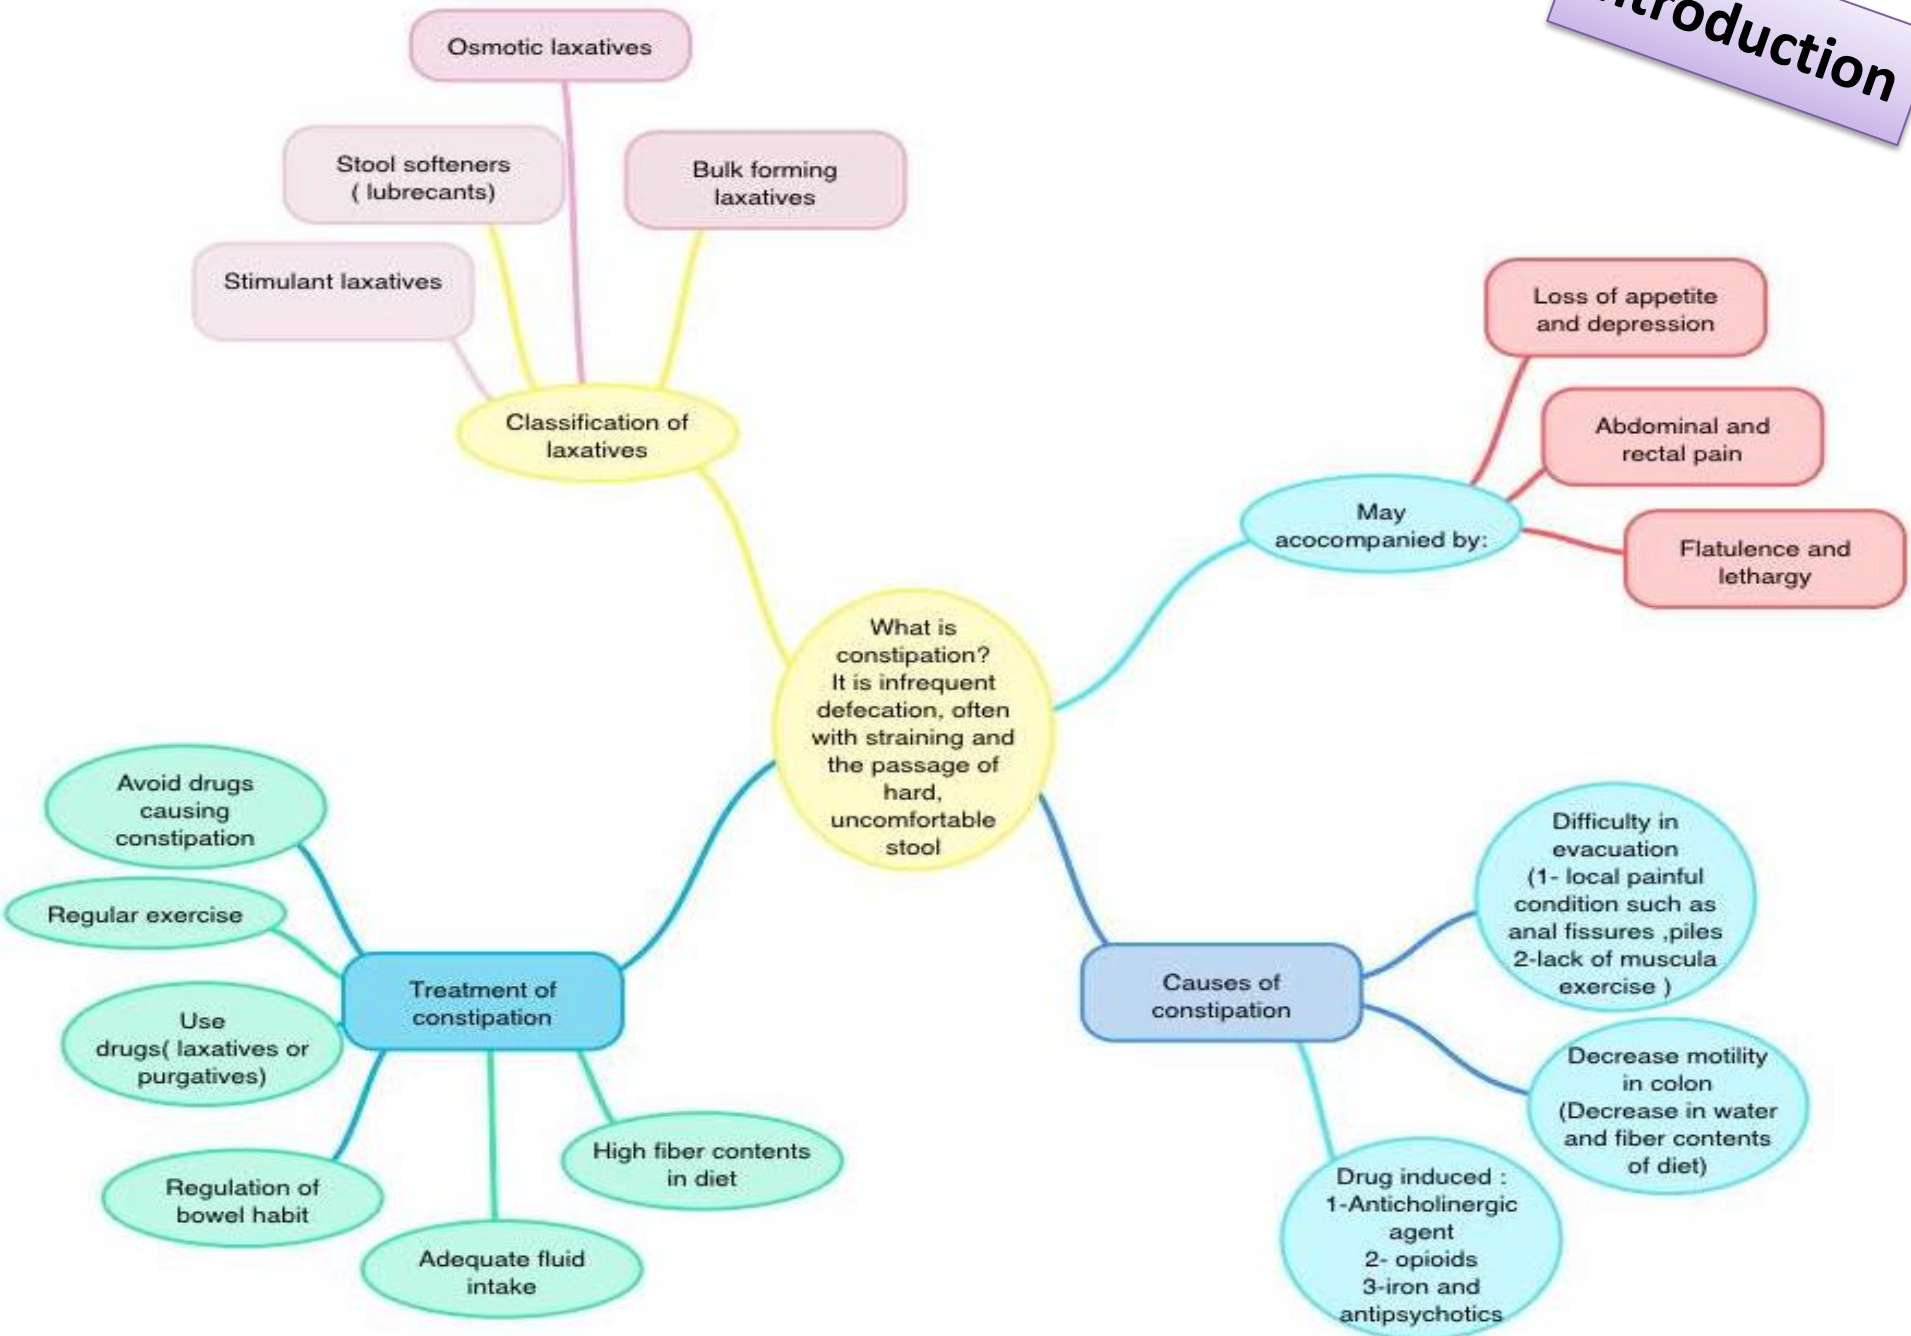 ntroduction
Osmotic laxatives
Stool softeners
( lubrecants)
Bulk forming
laxatives
Stimulant laxatives
Classification of
laxatives
Loss of appetite
and depression
Abdominal and
rectal pain
Flatulence and
lethargy
May
acocompanied by:
What is
constipation?
It is infrequent
defecation, often
with straining and
the passage of
hard,
uncomfortable
stool
Avoid drugs
causing
constipation
Regular exercise
Use
drugs( laxatives or
purgatives)
Regulation of
bowel habit
Adequate fluid
intake
High fiber contents
in diet
Treatment of
constipation
Causes of
constipation
Difficulty in
evacuation
(1- local painful
condition such as
anal fissures ,piles
2-lack of muscula
exercise )
Decrease motility
in colon
(Decrease in water
and fiber contents
of diet)
Drug induced :
1-Anticholinergic
agent
2- opioids
3-iron and
antipsychotics